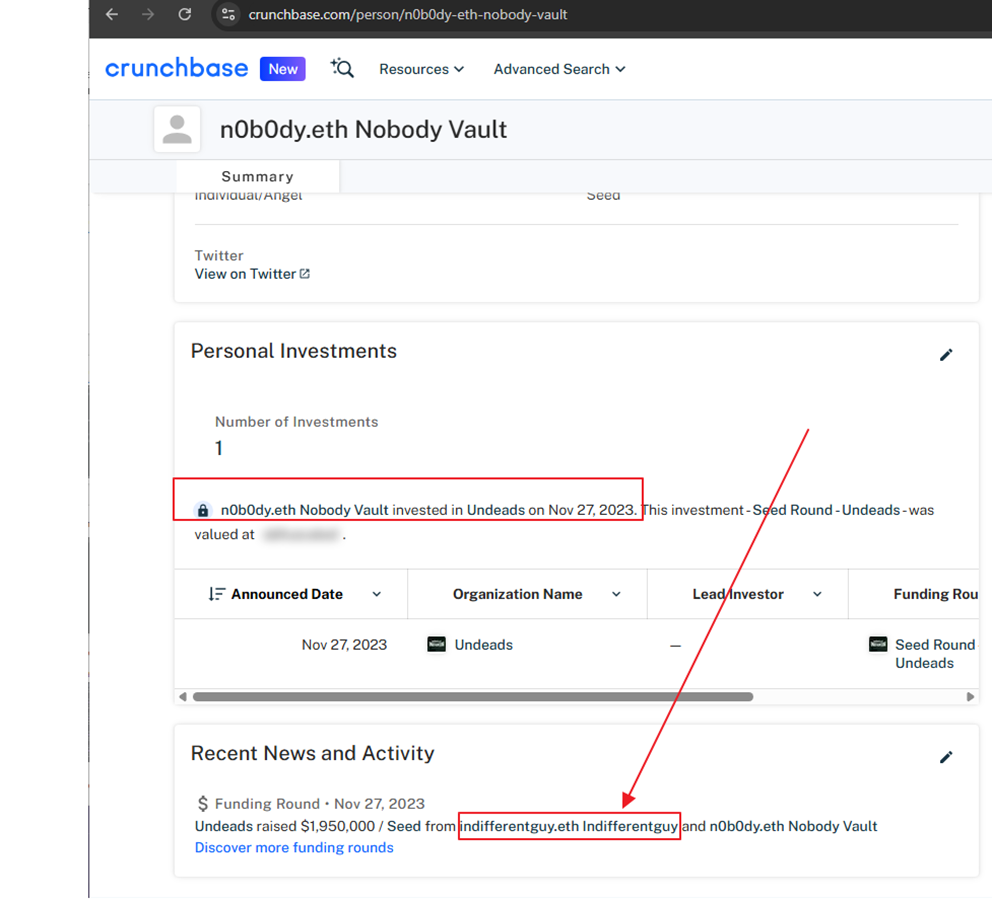 crunchbase.com/person/n0b0dy-eth-nobody-vault
crunchbase New Resources Advanced Search
n0b0dy.eth Nobody Vault
Summary
Individual/Angel Seed
Twitter
View on Twitter
Personal Investments
Number of Investments
1
n0b0dy.eth Nobody Vault invested in Undeads on Nov 27, 2023. This investment - Seed Round - Undeads - was
valued at .
Announced Date Organization Name Lead Investor Funding Rou
Nov 27, 2023 Undeads — Seed Round
Undeads
Recent News and Activity
$ Funding Round • Nov 27, 2023
Undeads raised $1,950,000 / Seed from indifferentguy.eth Indifferentguy and n0b0dy.eth Nobody Vault
Discover more funding rounds